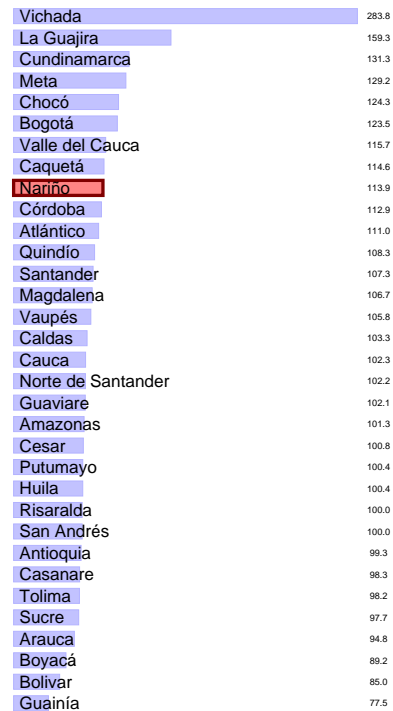 Vichada 283.8
La Guajira 159.3
Cundinamarca 131.3
Meta 129.2
Chocó 124.3
Bogotá 123.5
Valle del Cauca 115.7
Caquetá 114.6
Nariño 113.9
Córdoba 112.9
Atlántico 111.0
Quindío 108.3
Santander 107.3
Magdalena 106.7
Vaupés 105.8
Caldas 103.3
Cauca 102.3
Norte de Santander 102.2
Guaviare 102.1
Amazonas 101.3
Cesar 100.8
Putumayo 100.4
Huila 100.4
Risaralda 100.0
San Andrés 100.0
Antioquia 99.3
Casanare 98.3
Tolima 98.2
Sucre 97.7
Arauca 94.8
Boyacá 89.2
Bolivar 85.0
Guainía 77.5